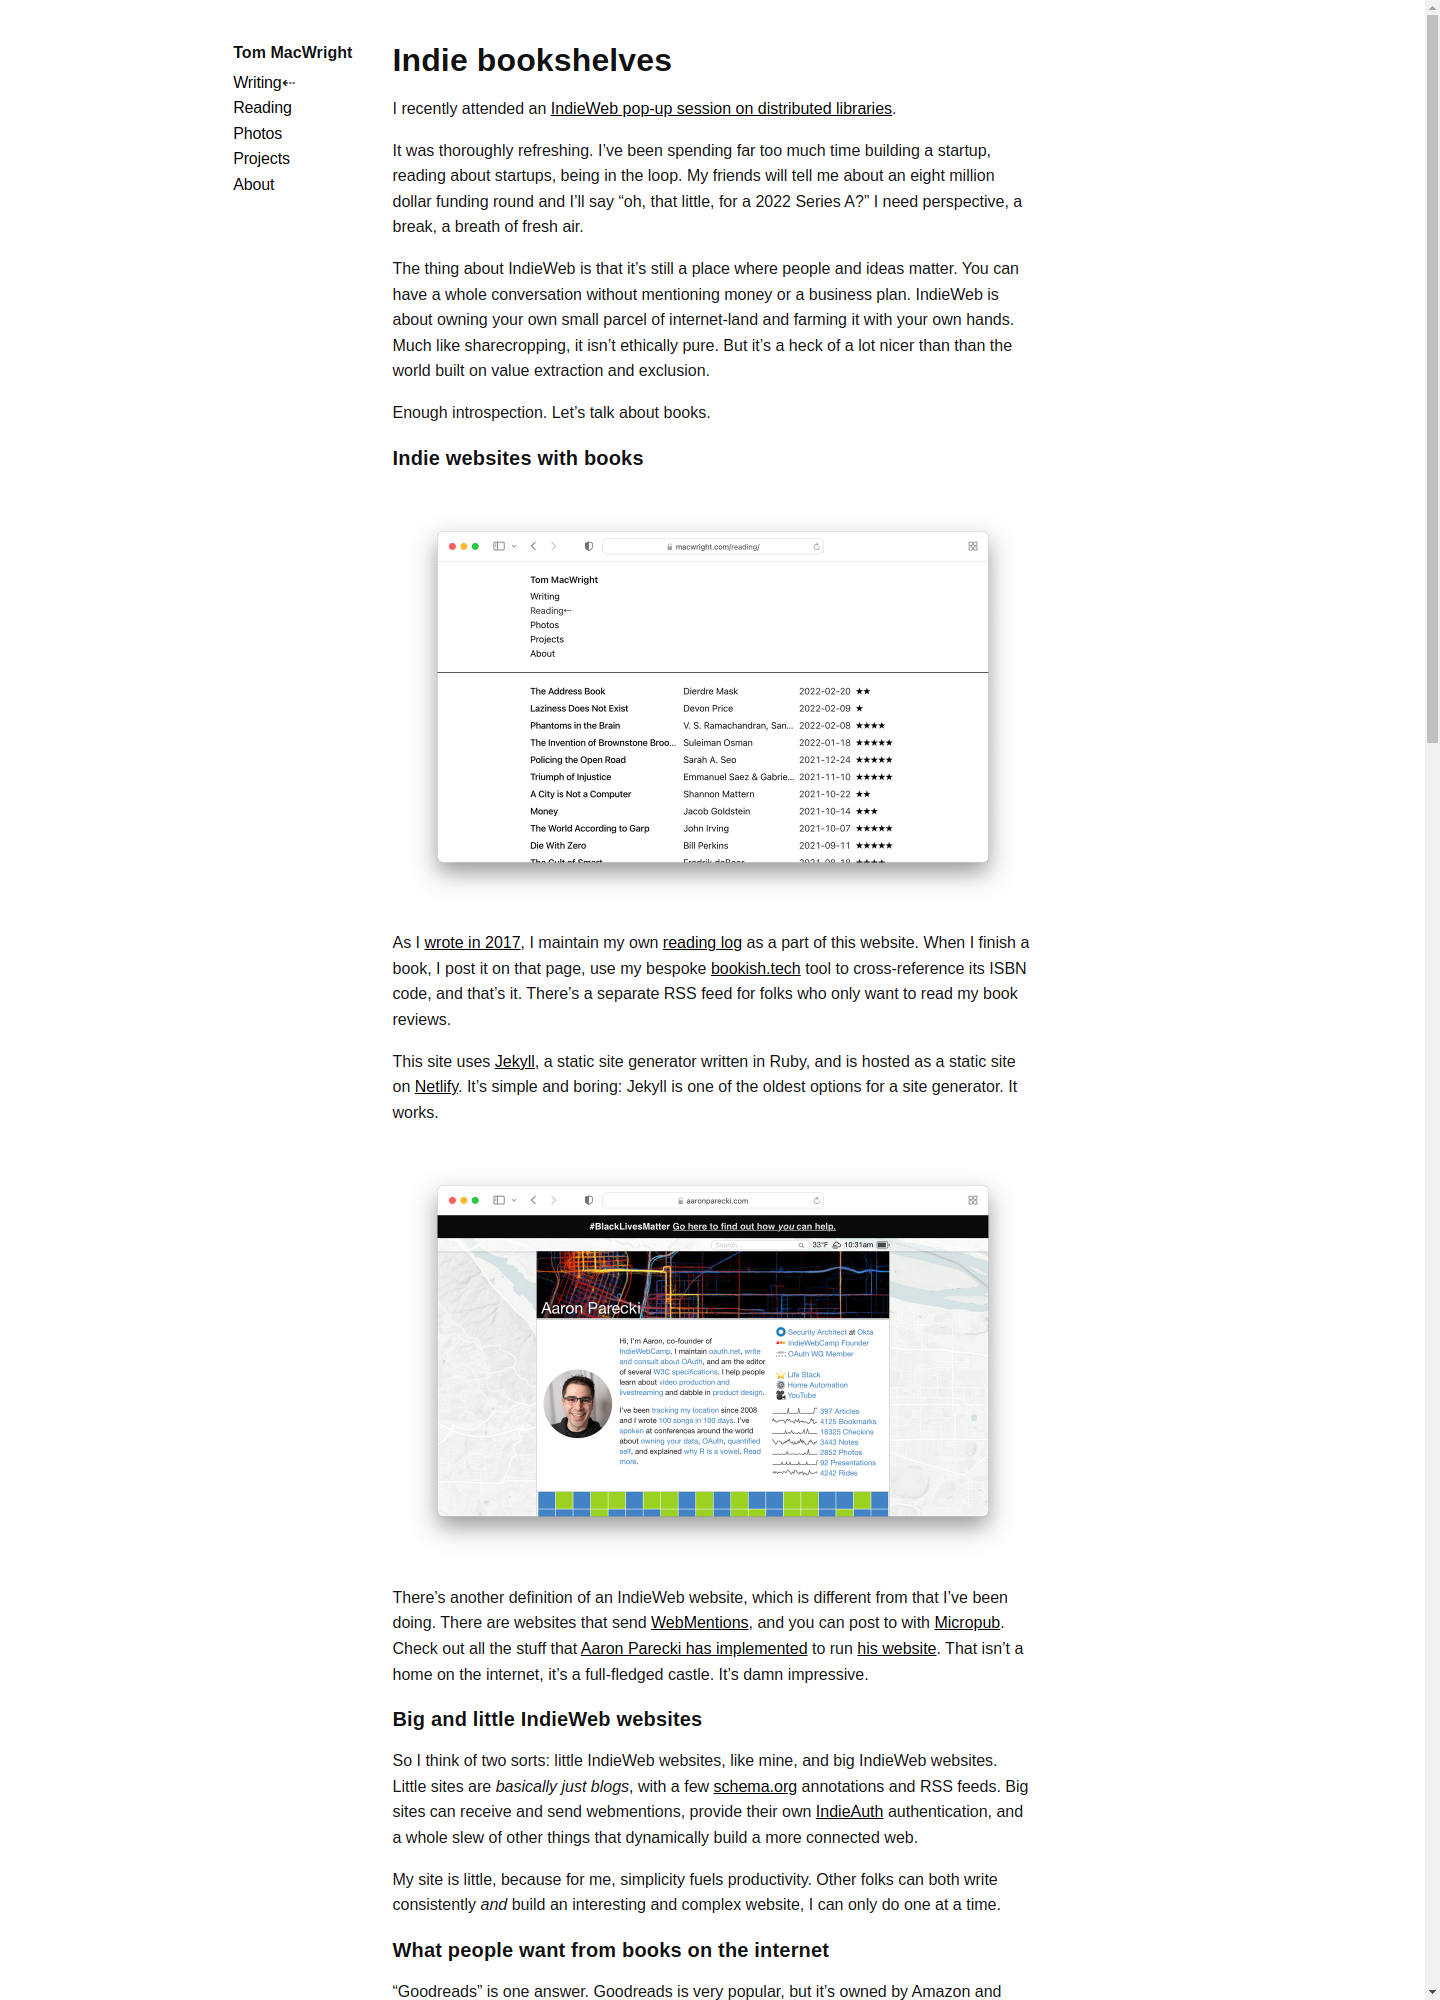 Tom MacWright
Writing⇠
Reading
Photos
Projects
About
Indie bookshelves
I recently attended an IndieWeb pop-up session on distributed libraries.
It was thoroughly refreshing. I’ve been spending far too much time building a startup,
reading about startups, being in the loop. My friends will tell me about an eight million
dollar funding round and I’ll say “oh, that little, for a 2022 Series A?” I need perspective, a
break, a breath of fresh air.
The thing about IndieWeb is that it’s still a place where people and ideas matter. You can
have a whole conversation without mentioning money or a business plan. IndieWeb is
about owning your own small parcel of internet-land and farming it with your own hands.
Much like sharecropping, it isn’t ethically pure. But it’s a heck of a lot nicer than than the
world built on value extraction and exclusion.
Enough introspection. Let’s talk about books.
Indie websites with books
macwright.com/reading/
Tom MacWright
Writing
Reading⇠
Photos
Projects
About
The Address Book Dierdre Mask 2022-02-20 ★★
Laziness Does Not Exist Devon Price 2022-02-09 ★
Phantoms in the Brain V. S. Ramachandran, San... 2022-02-08 ★★★★
The Invention of Brownstone Broo... Suleiman Osman 2022-01-18 ★★★★★
Policing the Open Road Sarah A. Seo 2021-12-24 ★★★★★
Triumph of Injustice Emmanuel Saez & Gabrie... 2021-11-10 ★★★★★
A City is Not a Computer Shannon Mattern 2021-10-22 ★★
Money Jacob Goldstein 2021-10-14 ★★★
The World According to Garp John Irving 2021-10-07 ★★★★★
Die With Zero Bill Perkins 2021-09-11 ★★★★★
The Cult of Smart Fredrik deBoer 2021-08-18 ★★★★
As I wrote in 2017, I maintain my own reading log as a part of this website. When I finish a
book, I post it on that page, use my bespoke bookish.tech tool to cross-reference its ISBN
code, and that’s it. There’s a separate RSS feed for folks who only want to read my book
reviews.
This site uses Jekyll, a static site generator written in Ruby, and is hosted as a static site
on Netlify. It’s simple and boring: Jekyll is one of the oldest options for a site generator. It
works.
aaronparecki.com
#BlackLivesMatter Go here to find out how you can help.
Search... 33°F 10:31am
Aaron Parecki
Hi, I'm Aaron, co-founder of
IndieWebCamp. I maintain oauth.net, write
and consult about OAuth, and am the editor
of several W3C specifications. I help people
learn about video production and
livestreaming and dabble in product design.
I've been tracking my location since 2008
and I wrote 100 songs in 100 days. I've
spoken at conferences around the world
about owning your data, OAuth, quantified
self, and explained why R is a vowel. Read
more.
Security Architect at Okta
IndieWebCamp Founder
OAuth WG Member
Life Stack
Home Automation
YouTube
397 Articles
4125 Bookmarks
16325 Checkins
3443 Notes
2852 Photos
92 Presentations
4242 Rides
There’s another definition of an IndieWeb website, which is different from that I’ve been
doing. There are websites that send WebMentions, and you can post to with Micropub.
Check out all the stuff that Aaron Parecki has implemented to run his website. That isn’t a
home on the internet, it’s a full-fledged castle. It’s damn impressive.
Big and little IndieWeb websites
So I think of two sorts: little IndieWeb websites, like mine, and big IndieWeb websites.
Little sites are basically just blogs, with a few schema.org annotations and RSS feeds. Big
sites can receive and send webmentions, provide their own IndieAuth authentication, and
a whole slew of other things that dynamically build a more connected web.
My site is little, because for me, simplicity fuels productivity. Other folks can both write
consistently and build an interesting and complex website, I can only do one at a time.
What people want from books on the internet
“Goodreads” is one answer. Goodreads is very popular, but it’s owned by Amazon and